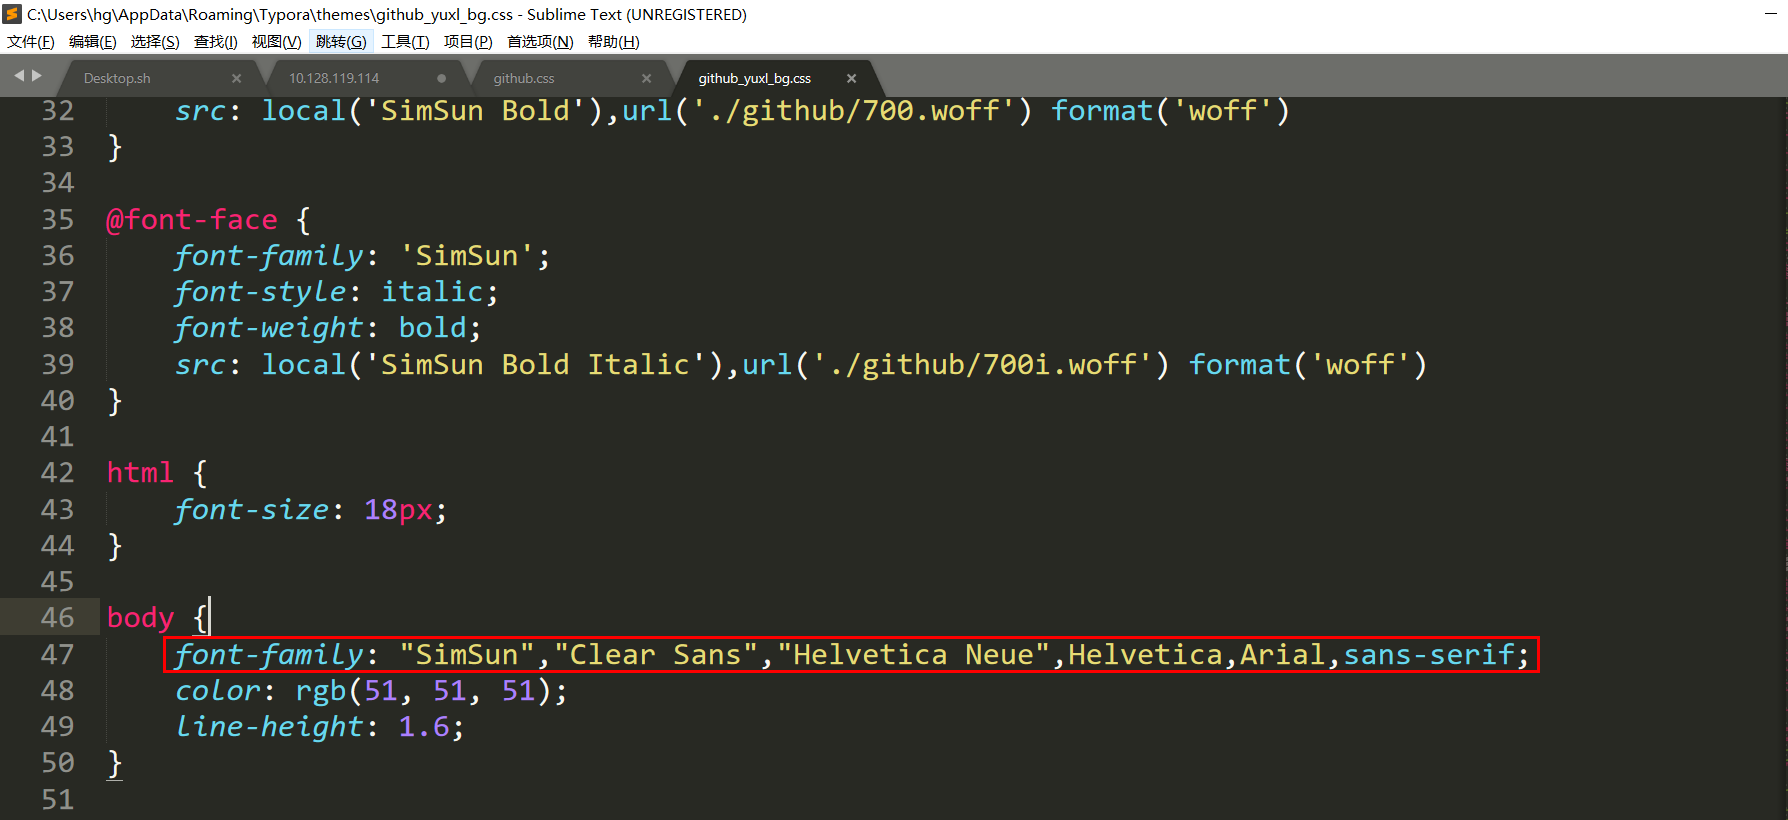 C:\Users\hg\AppData\Roaming\Typora\themes\github_yuxl_bg.css - Sublime Text (UNREGISTERED)
文件(F) 编辑(E) 选择(S) 查找(I) 视图(V) 跳转(G) 工具(T) 项目(P) 首选项(N) 帮助(H)
Desktop.sh 10.128.119.114 github.css github_yuxl_bg.css
32 src: local('SimSun Bold'),url('./github/700.woff') format('woff')
33 }
34
35 @font-face {
36 font-family: 'SimSun';
37 font-style: italic;
38 font-weight: bold;
39 src: local('SimSun Bold Italic'),url('./github/700i.woff') format('woff')
40 }
41
42 html {
43 font-size: 18px;
44 }
45
46 body {
47 font-family: "SimSun","Clear Sans","Helvetica Neue",Helvetica,Arial,sans-serif;
48 color: rgb(51, 51, 51);
49 line-height: 1.6;
50 }
51